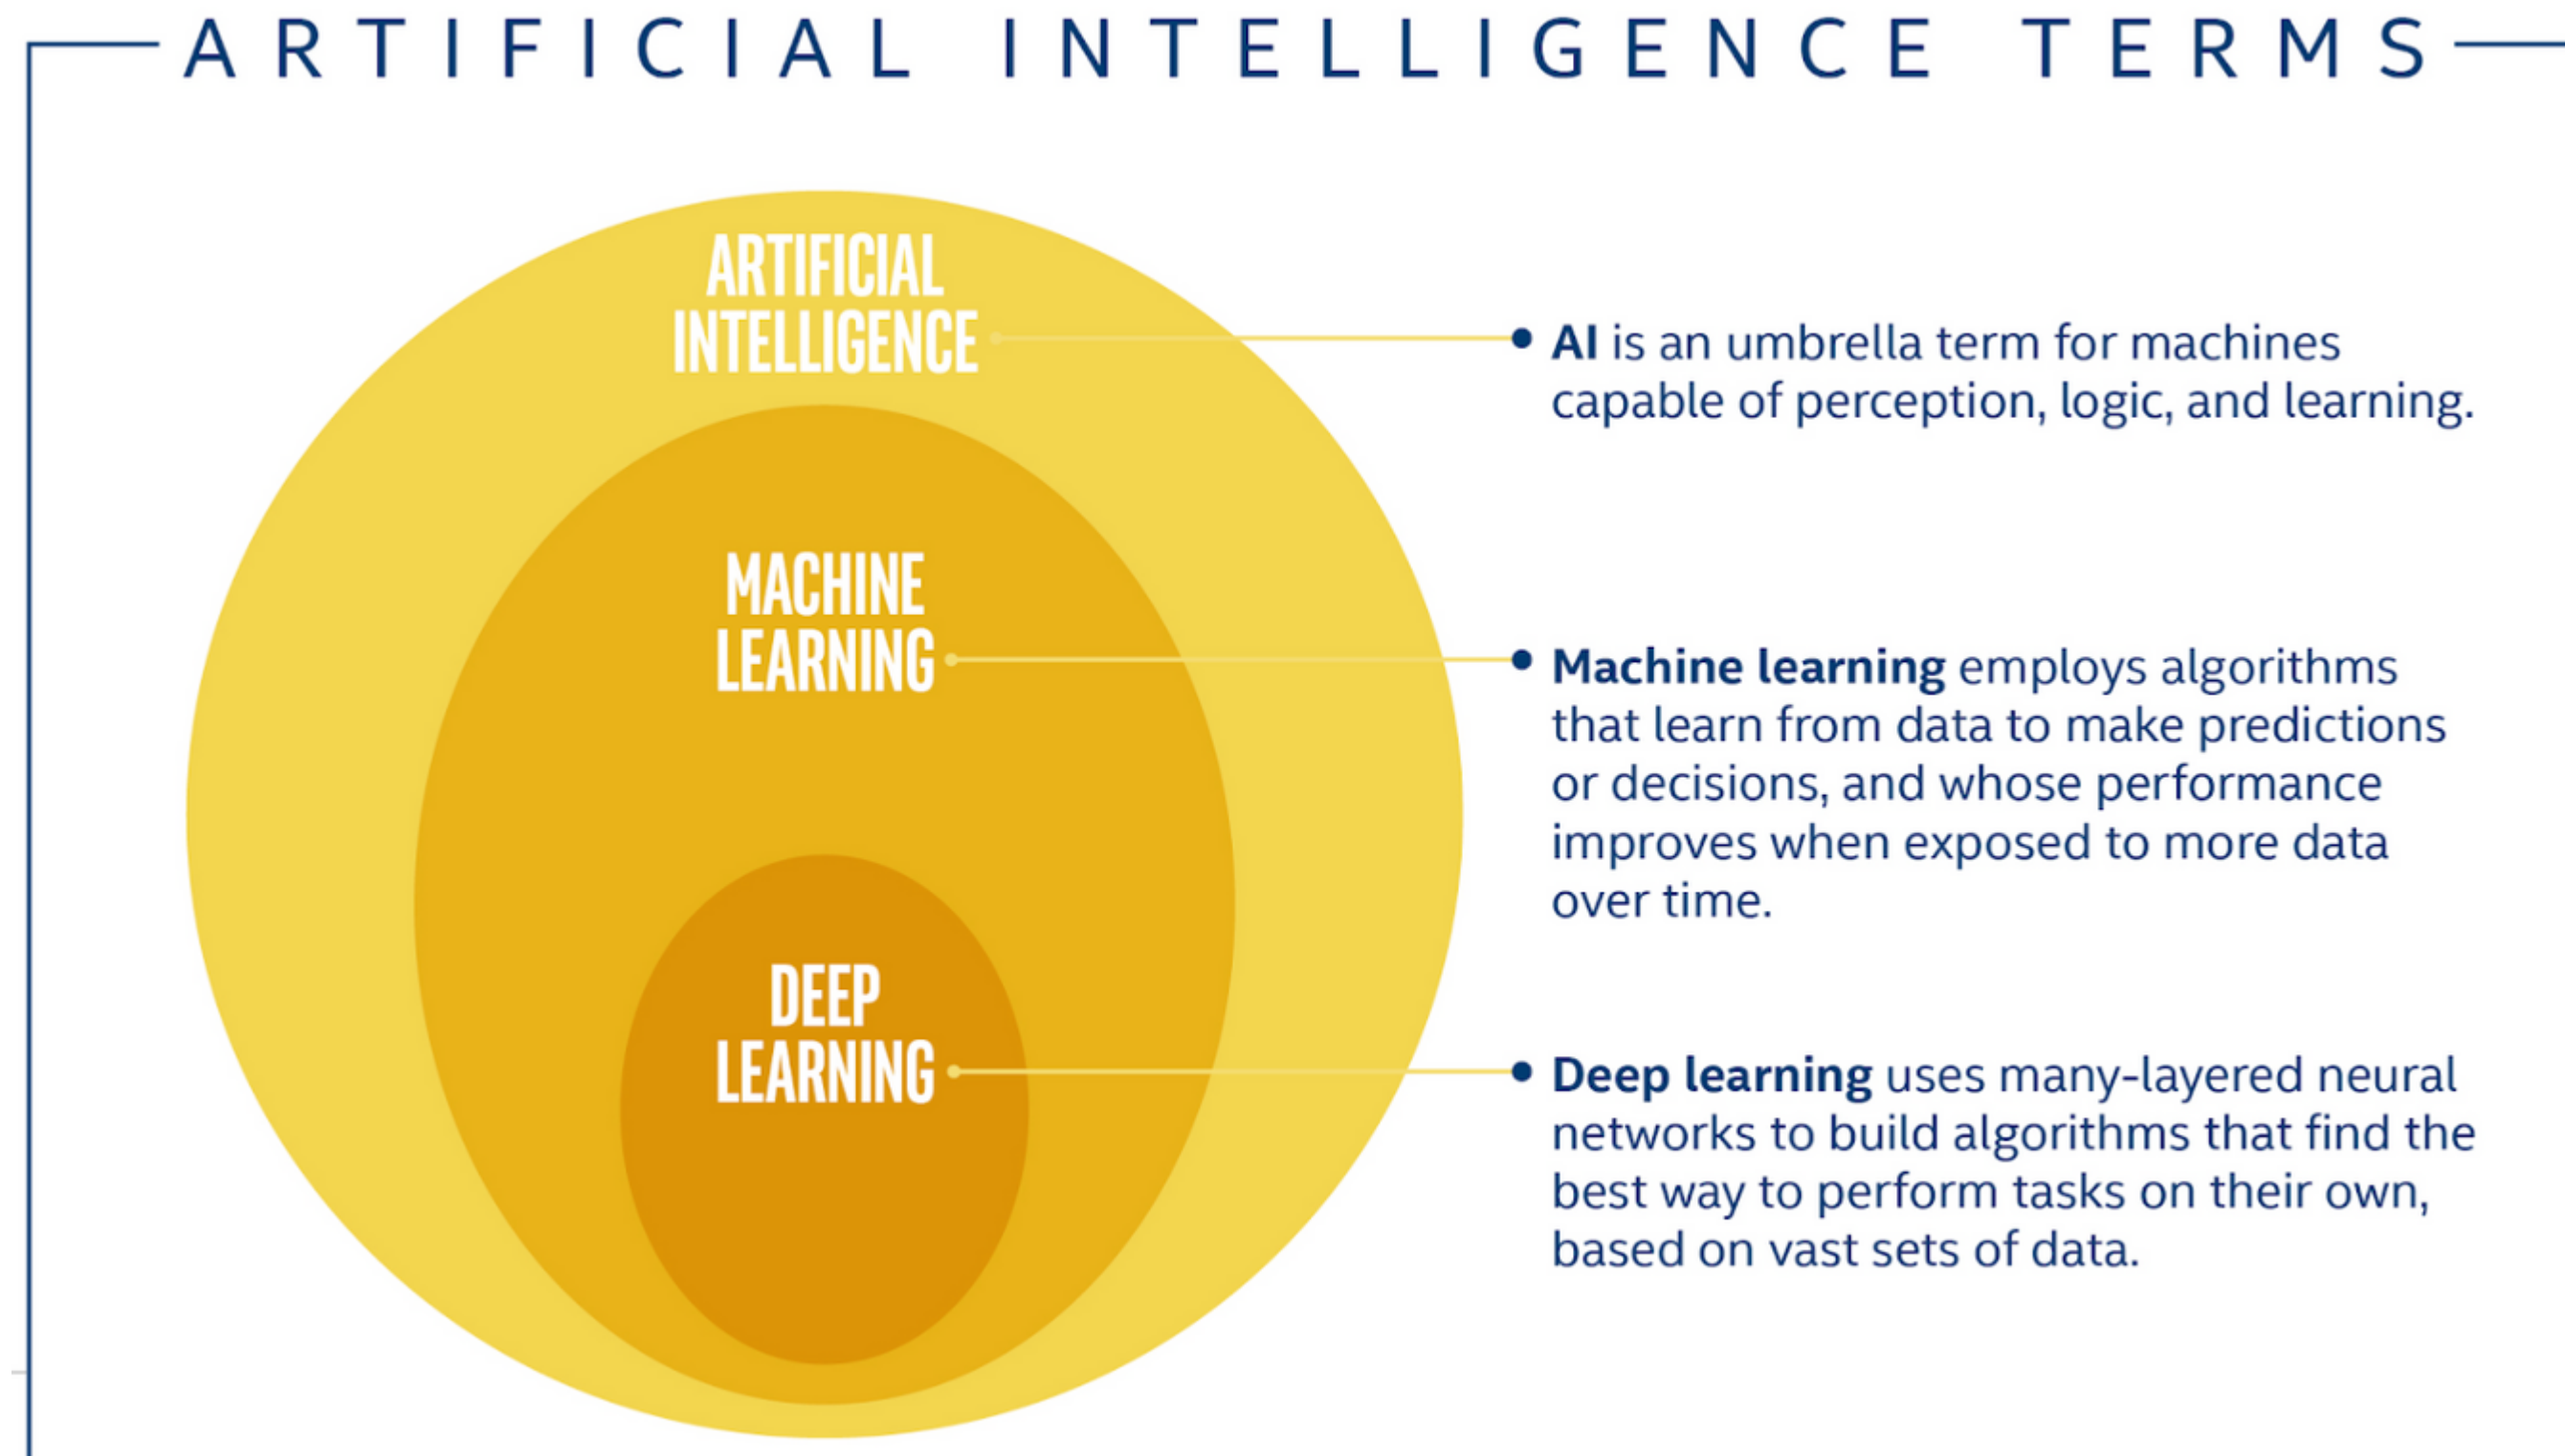 ARTIFICIAL INTELLIGENCE TERMS
ARTIFICIAL
INTELLIGENCE
AI is an umbrella term for machines
capable of perception, logic, and learning.
MACHINE
LEARNING
Machine learning employs algorithms
that learn from data to make predictions
or decisions, and whose performance
improves when exposed to more data
over time.
DEEP
LEARNING
Deep learning uses many-layered neural
networks to build algorithms that find the
best way to perform tasks on their own,
based on vast sets of data.